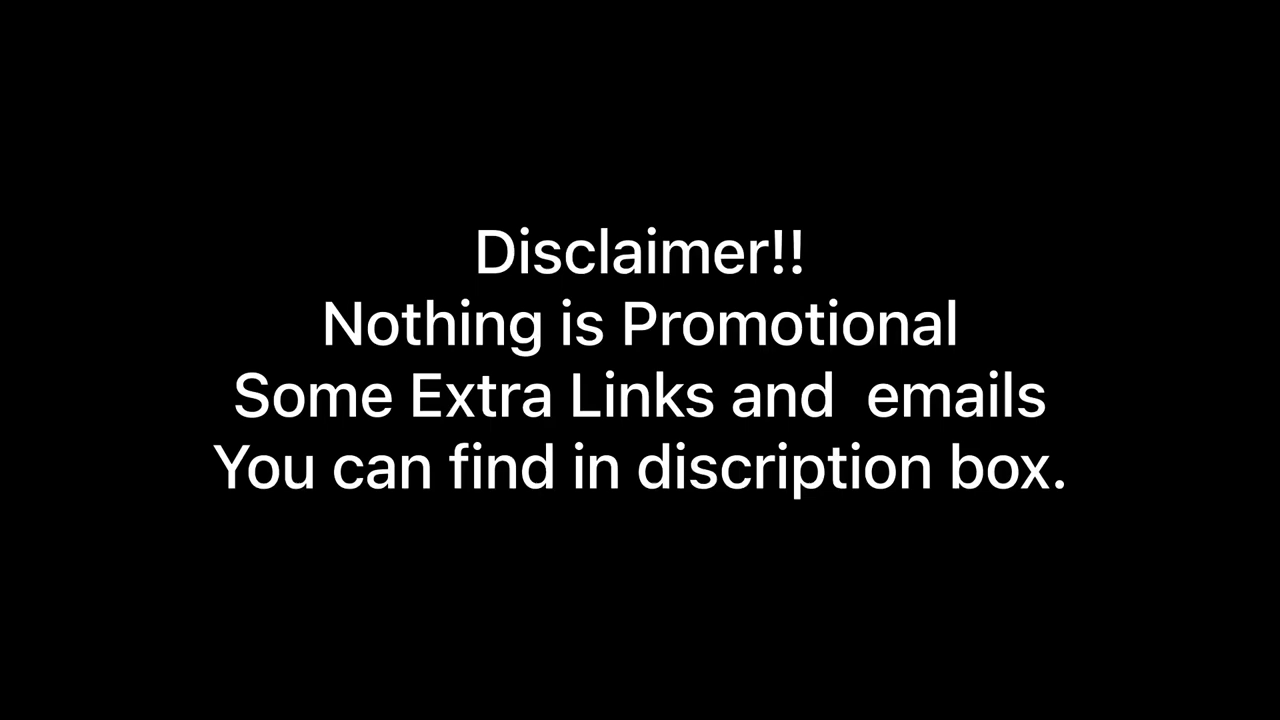 Disclaimer!!
Nothing is Promotional
Some Extra Links and  emails
You can find in discription box.